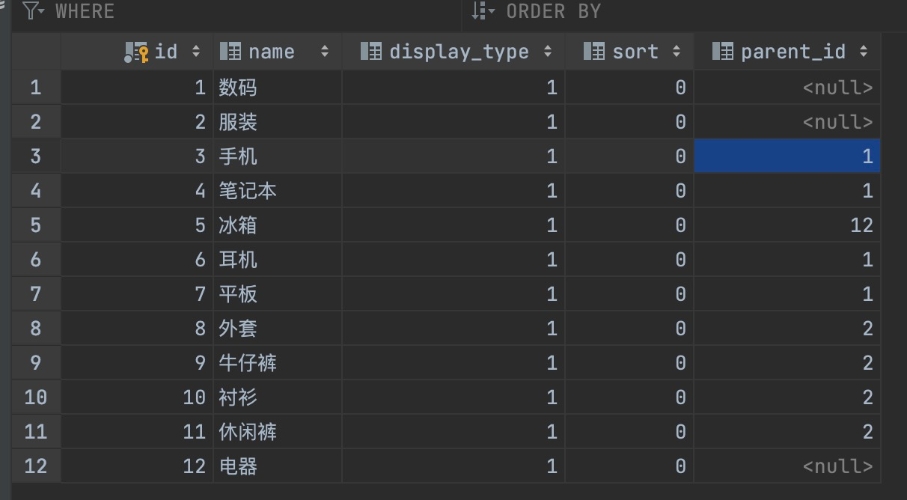 WHERE ORDER BY
id name display_type sort parent_id
1 1 数码 1 0 <null>
2 2 服装 1 0 <null>
3 3 手机 1 0 1
4 4 笔记本 1 0 1
5 5 冰箱 1 0 12
6 6 耳机 1 0 1
7 7 平板 1 0 1
8 8 外套 1 0 2
9 9 牛仔裤 1 0 2
10 10 衬衫 1 0 2
11 11 休闲裤 1 0 2
12 12 电器 1 0 <null>